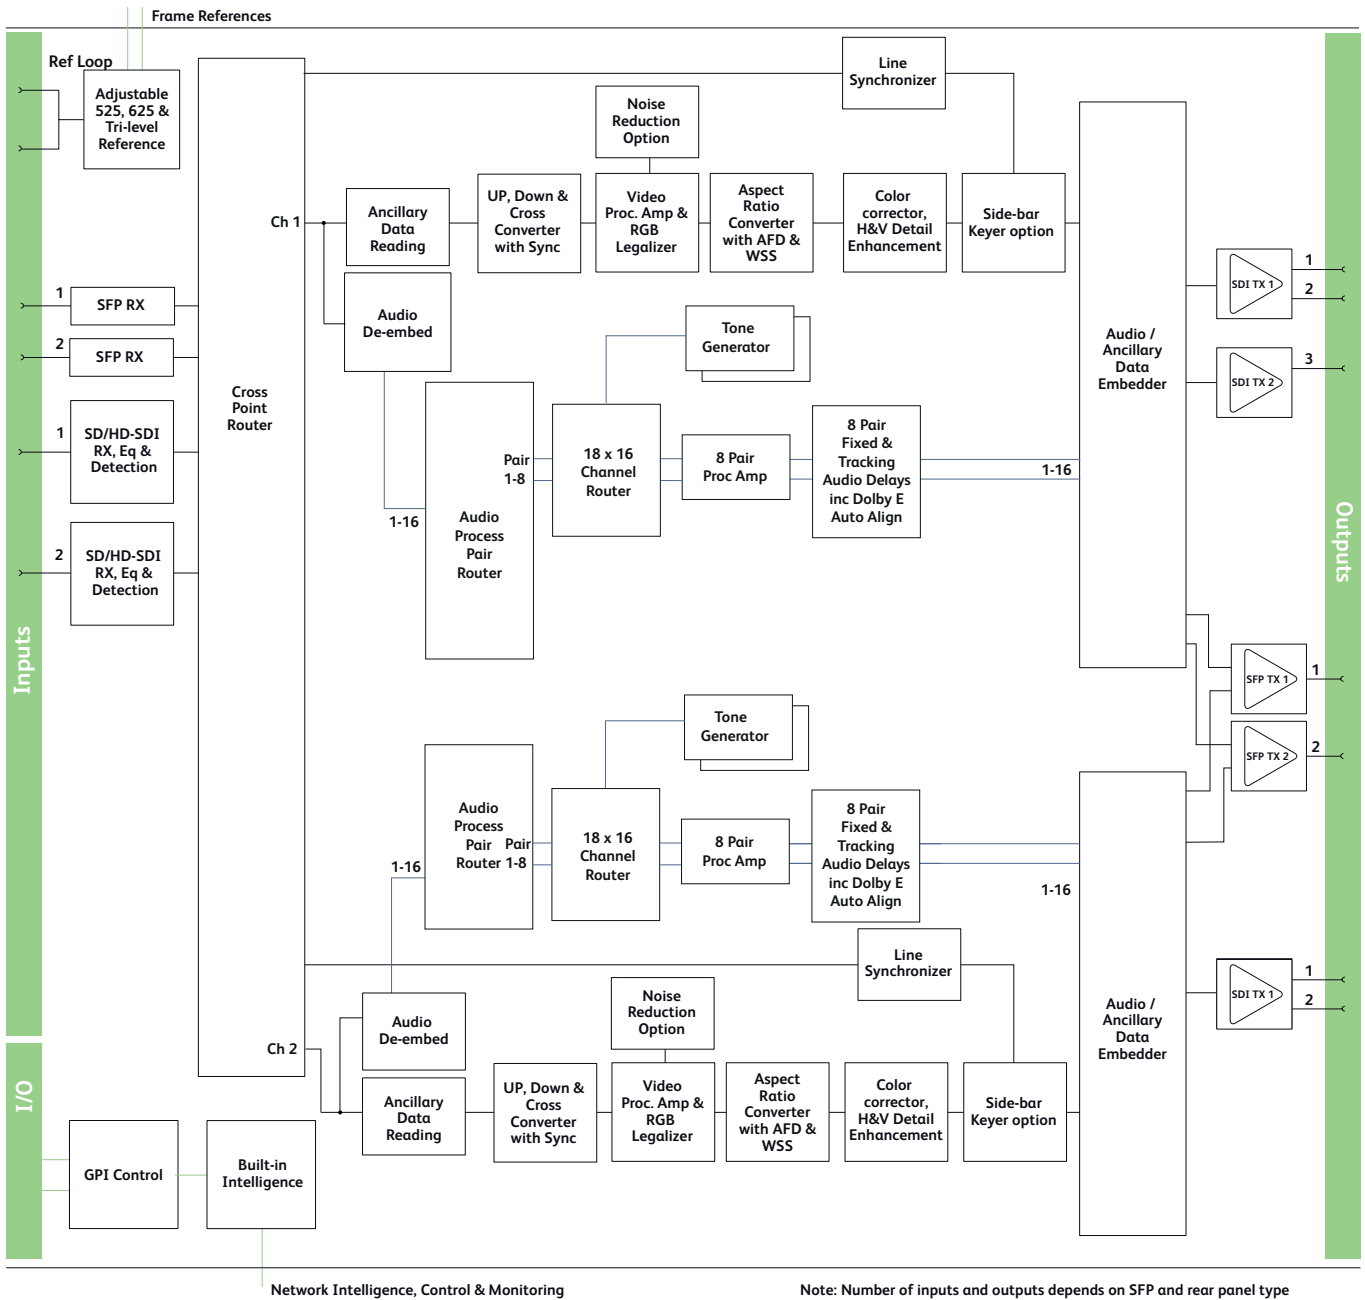 Frame References
Ref Loop
Adjustable
525, 625 &
Tri-level
Reference
Line
Synchronizer
Noise
Reduction
Option
Ch 1
Ancillary
Data
Reading
UP, Down &
Cross
Converter
with Sync
Video
Proc. Amp &
RGB
Legalizer
Aspect
Ratio
Converter
with AFD &
WSS
Color
corrector,
H&V Detail
Enhancement
Side-bar
Keyer option
1
SFP RX
2
SFP RX
1
SD/HD-SDI
RX, Eq &
Detection
2
SD/HD-SDI
RX, Eq &
Detection
Cross
Point
Router
Audio
De-embed
Tone
Generator
1-16
Audio
Process
Pair
Router
Pair
1-8
18 x 16
Channel
Router
8 Pair
Proc Amp
8 Pair
Fixed &
Tracking
Audio Delays
inc Dolby E
Auto Align
1-16
Audio /
Ancillary
Data
Embedder
SDI TX 1
1
2
SDI TX 2
3
Inputs
Outputs
SFP TX 1
1
SFP TX 2
2
Tone
Generator
1-16
Audio
Process
Pair
Router
Pair
1-8
18 x 16
Channel
Router
8 Pair
Proc Amp
8 Pair
Fixed &
Tracking
Audio Delays
inc Dolby E
Auto Align
1-16
Line
Synchronizer
Noise
Reduction
Option
Audio
De-embed
Ch 2
Ancillary
Data
Reading
UP, Down &
Cross
Converter
with Sync
Video
Proc. Amp &
RGB
Legalizer
Aspect
Ratio
Converter
with AFD &
WSS
Color
corrector,
H&V Detail
Enhancement
Side-bar
Keyer option
Audio /
Ancillary
Data
Embedder
SDI TX 1
1
2
I/O
GPI Control
Built-in
Intelligence
Network Intelligence, Control & Monitoring
Note: Number of inputs and outputs depends on SFP and rear panel type